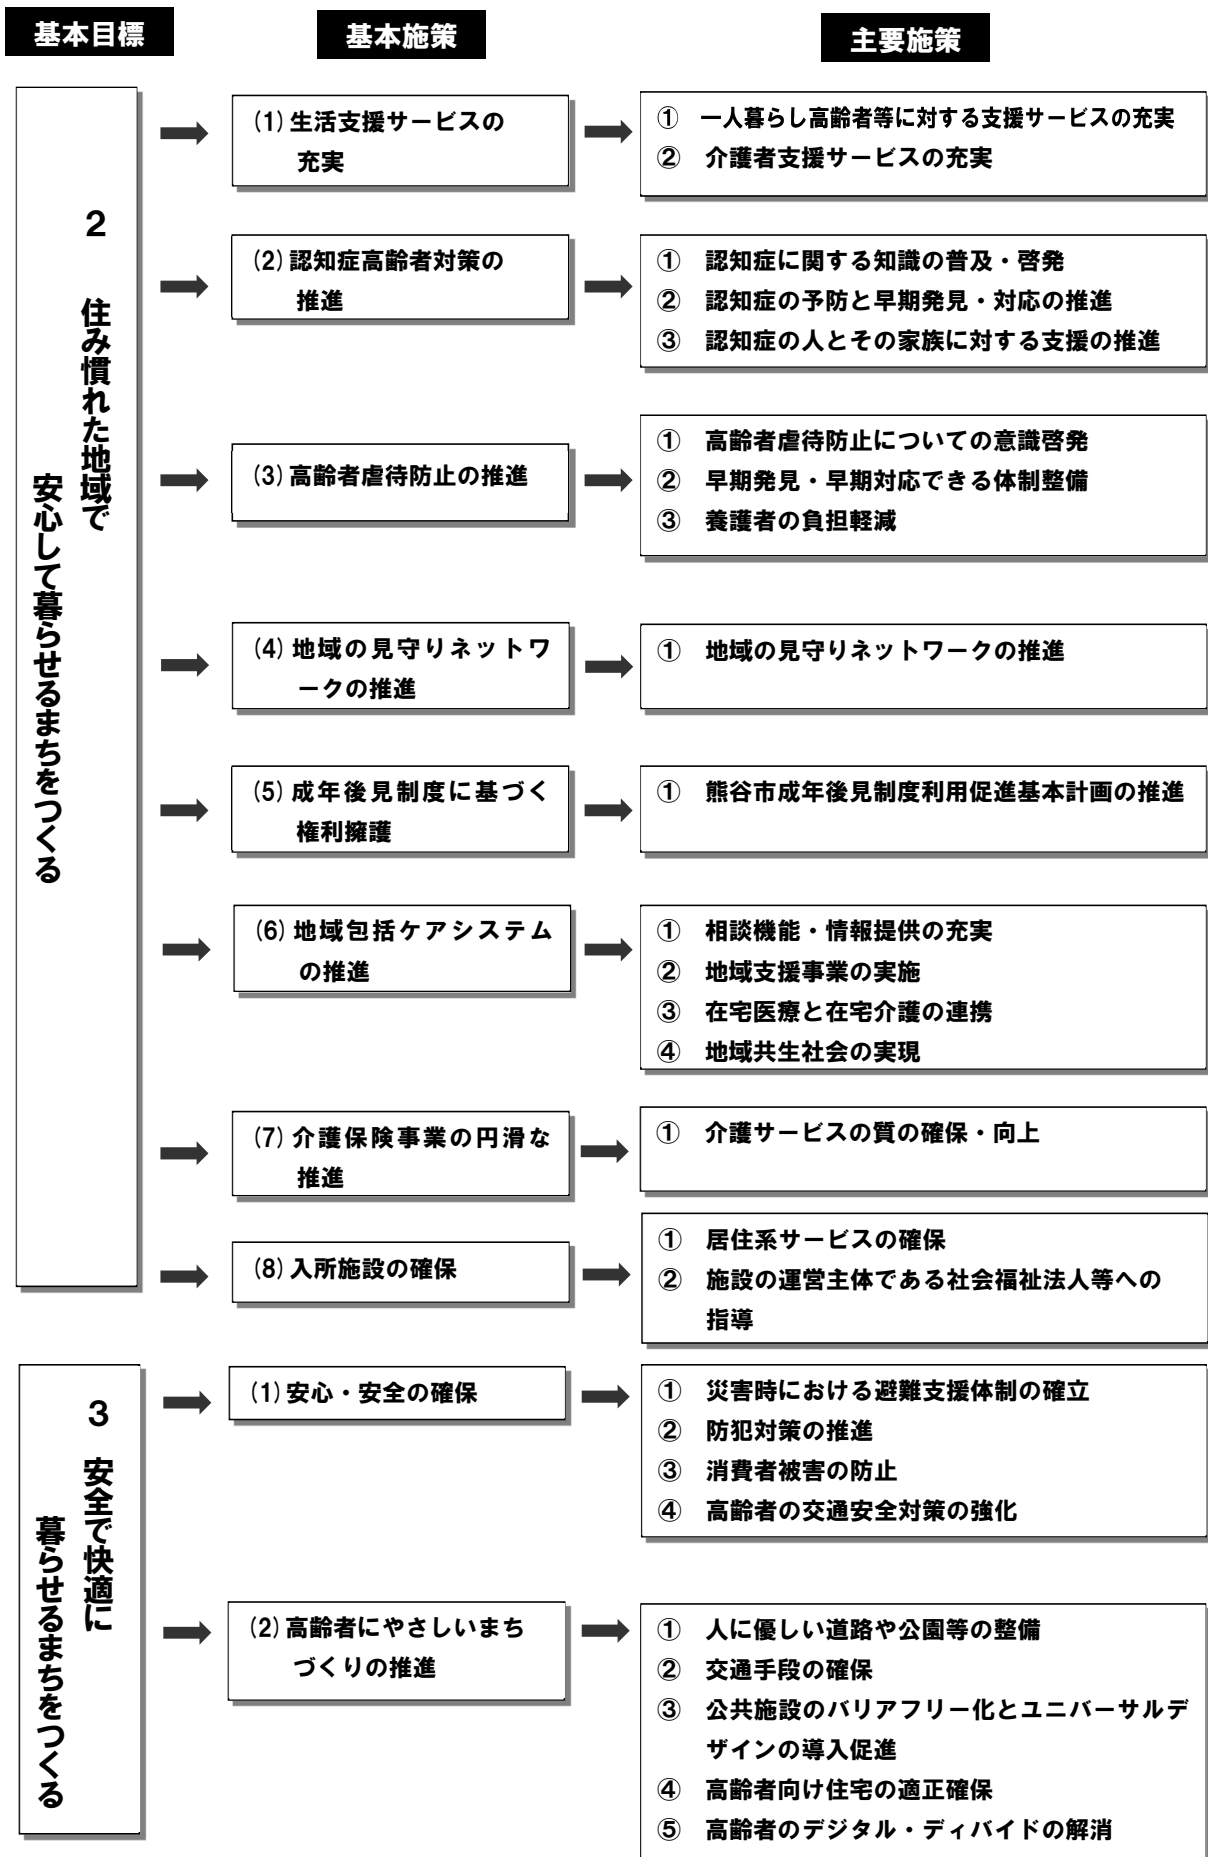 基本目標
基本施策
主要施策
2 住み慣れた地域で
安心して暮らせるまちをつくる
(1)生活支援サービスの
充実
① 一人暮らし高齢者等に対する支援サービスの充実
② 介護者支援サービスの充実
(2)認知症高齢者対策の
推進
① 認知症に関する知識の普及・啓発
② 認知症の予防と早期発見・対応の推進
③ 認知症の人とその家族に対する支援の推進
(3)高齢者虐待防止の推進
① 高齢者虐待防止についての意識啓発
② 早期発見・早期対応できる体制整備
③ 養護者の負担軽減
(4)地域の見守りネットワ
ークの推進
① 地域の見守りネットワークの推進
(5)成年後見制度に基づく
権利擁護
① 熊谷市成年後見制度利用促進基本計画の推進
(6)地域包括ケアシステム
の推進
① 相談機能・情報提供の充実
② 地域支援事業の実施
③ 在宅医療と在宅介護の連携
④ 地域共生社会の実現
(7)介護保険事業の円滑な
推進
① 介護サービスの質の確保・向上
(8)入所施設の確保
① 居住系サービスの確保
② 施設の運営主体である社会福祉法人等への
指導
3 安全で快適に
暮らせるまちをつくる
(1)安心・安全の確保
① 災害時における避難支援体制の確立
② 防犯対策の推進
③ 消費者被害の防止
④ 高齢者の交通安全対策の強化
(2)高齢者にやさしいまち
づくりの推進
① 人に優しい道路や公園等の整備
② 交通手段の確保
③ 公共施設のバリアフリー化とユニバーサルデ
ザインの導入促進
④ 高齢者向け住宅の適正確保
⑤ 高齢者のデジタル・ディバイドの解消